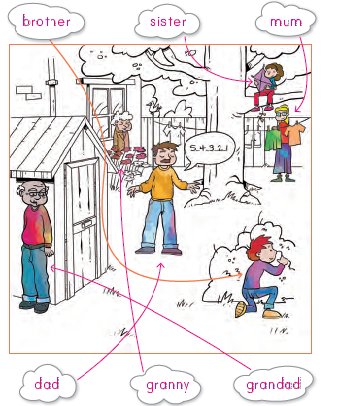 brother
sister
mum
5.4.3.2.1
dad
granny
grandad